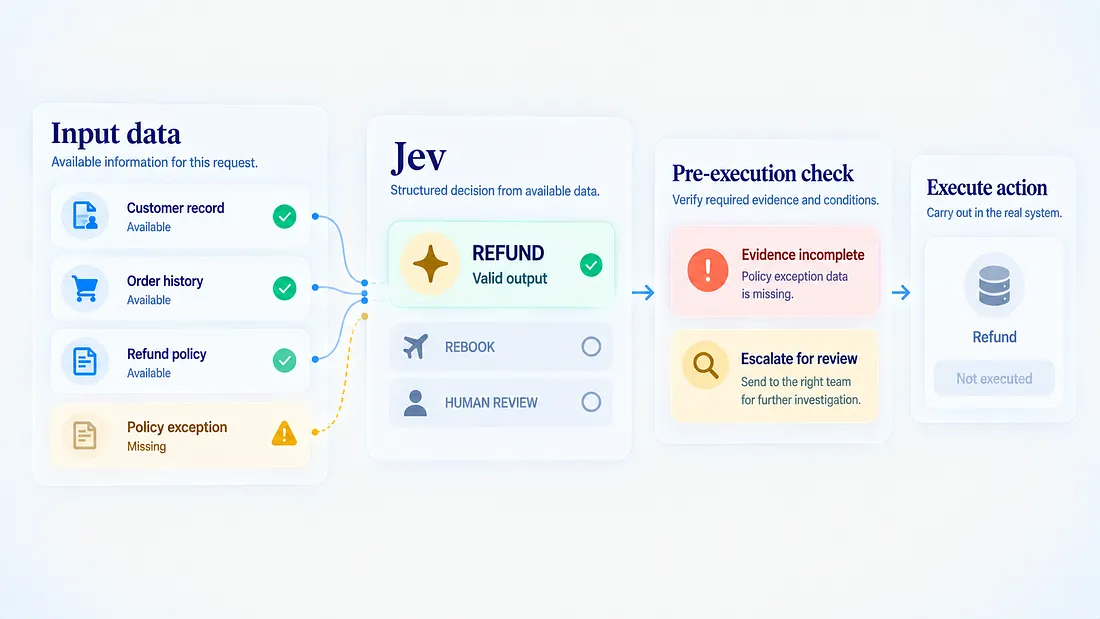 Input data
Available information for this request.
Customer record
Available
Order history
Available
Refund policy
Available
Policy exception
Missing
Jev
Structured decision from available data.
REFUND
Valid output
REBOOK
HUMAN REVIEW
Pre-execution check
Verify required evidence and conditions.
Evidence incomplete
Policy exception data
is missing.
Escalate for review
Send to the right team
for further investigation.
Execute action
Carry out in the real system.
Refund
Not executed